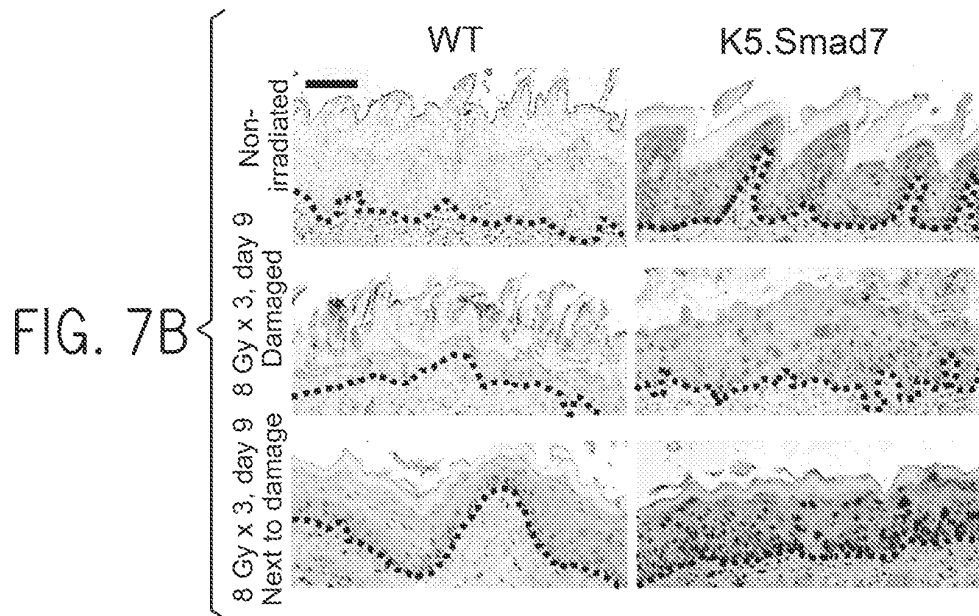 WT
K5.Smad7
Non-
irradiated
8 Gy x 3, day 9
Damaged
8 Gy x 3, day 9
Next to damage
FIG. 7B